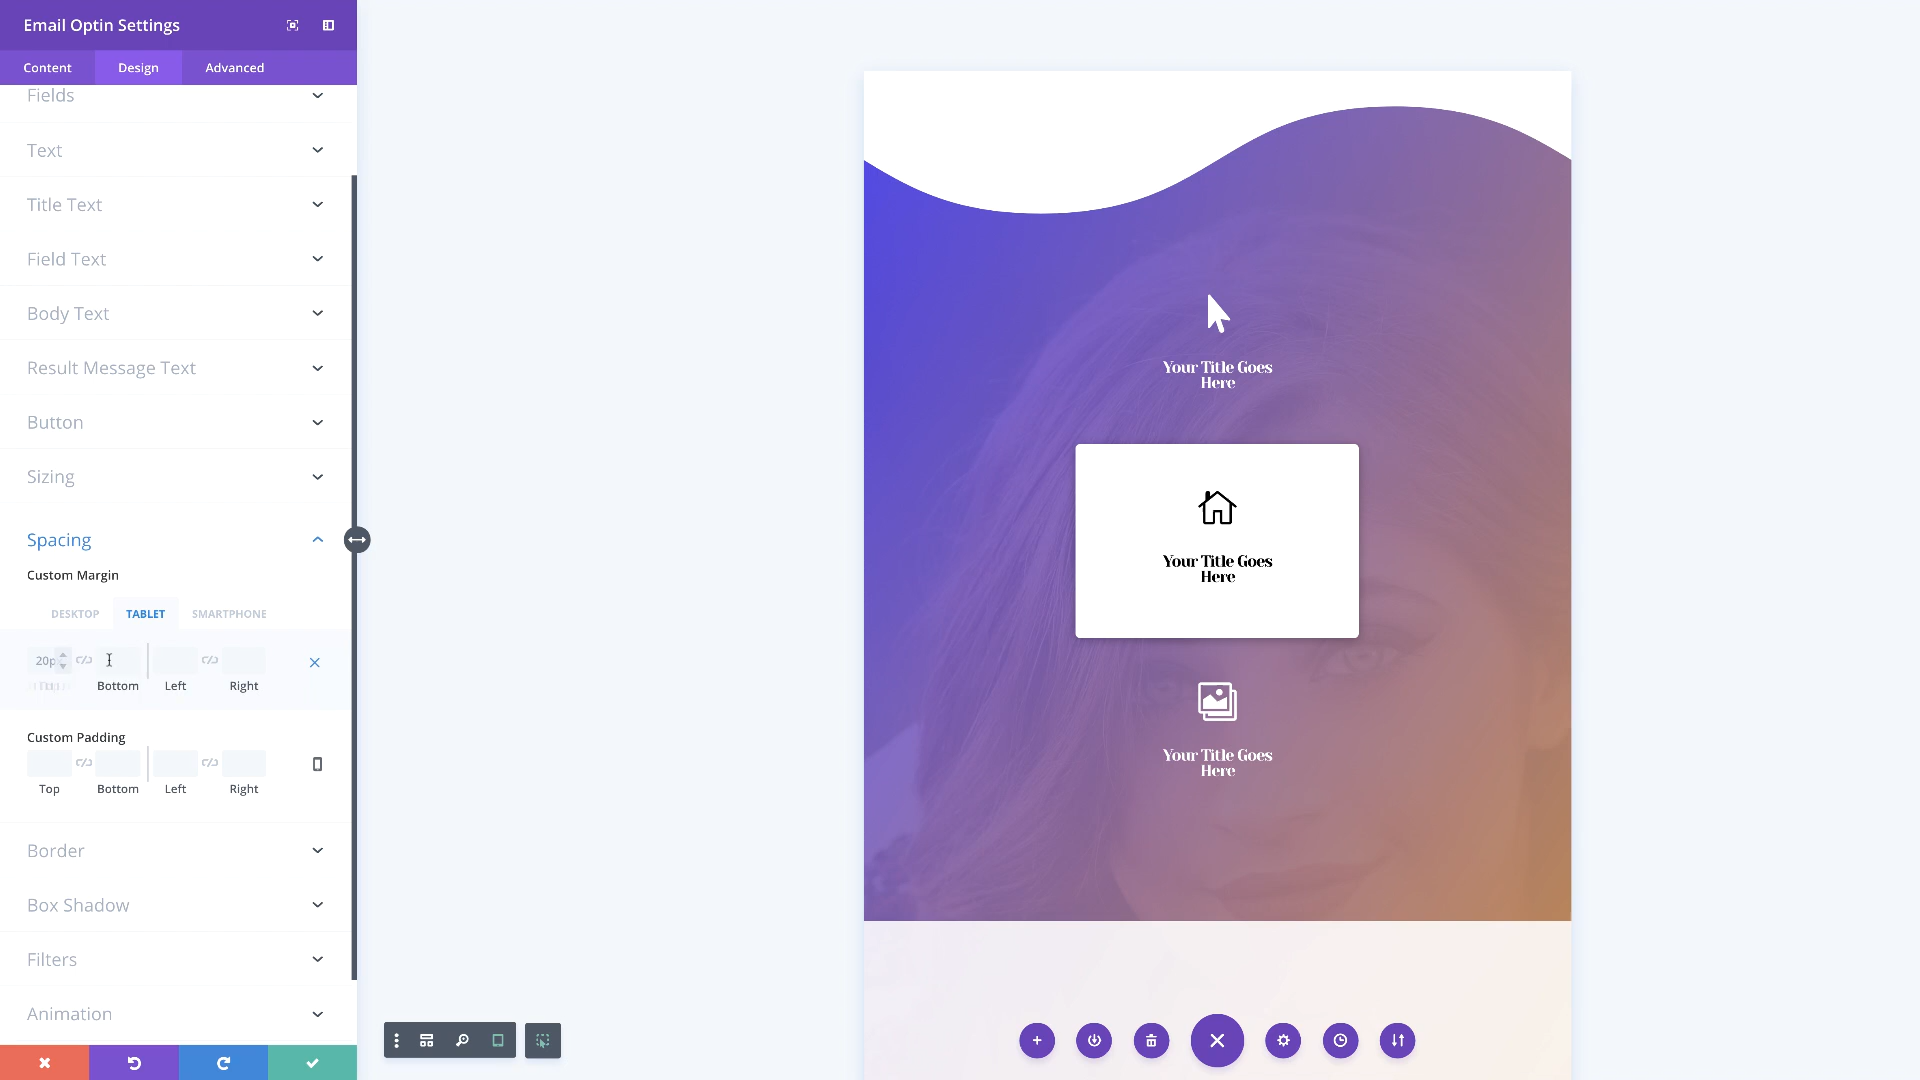 Email Optin Settings
Content
Design
Advanced
Fields
Text
Title Text
Field Text
Body Text
Result Message Text
Button
Sizing
Spacing
Custom Margin
DESKTOP
TABLET
SMARTPHONE
20p
Bottom
Left
Right
Custom Padding
Top
Bottom
Left
Right
Border
Box Shadow
Filters
Animation
Your Title Goes
Here
Your Title Goes
Here
Your Title Goes
Here